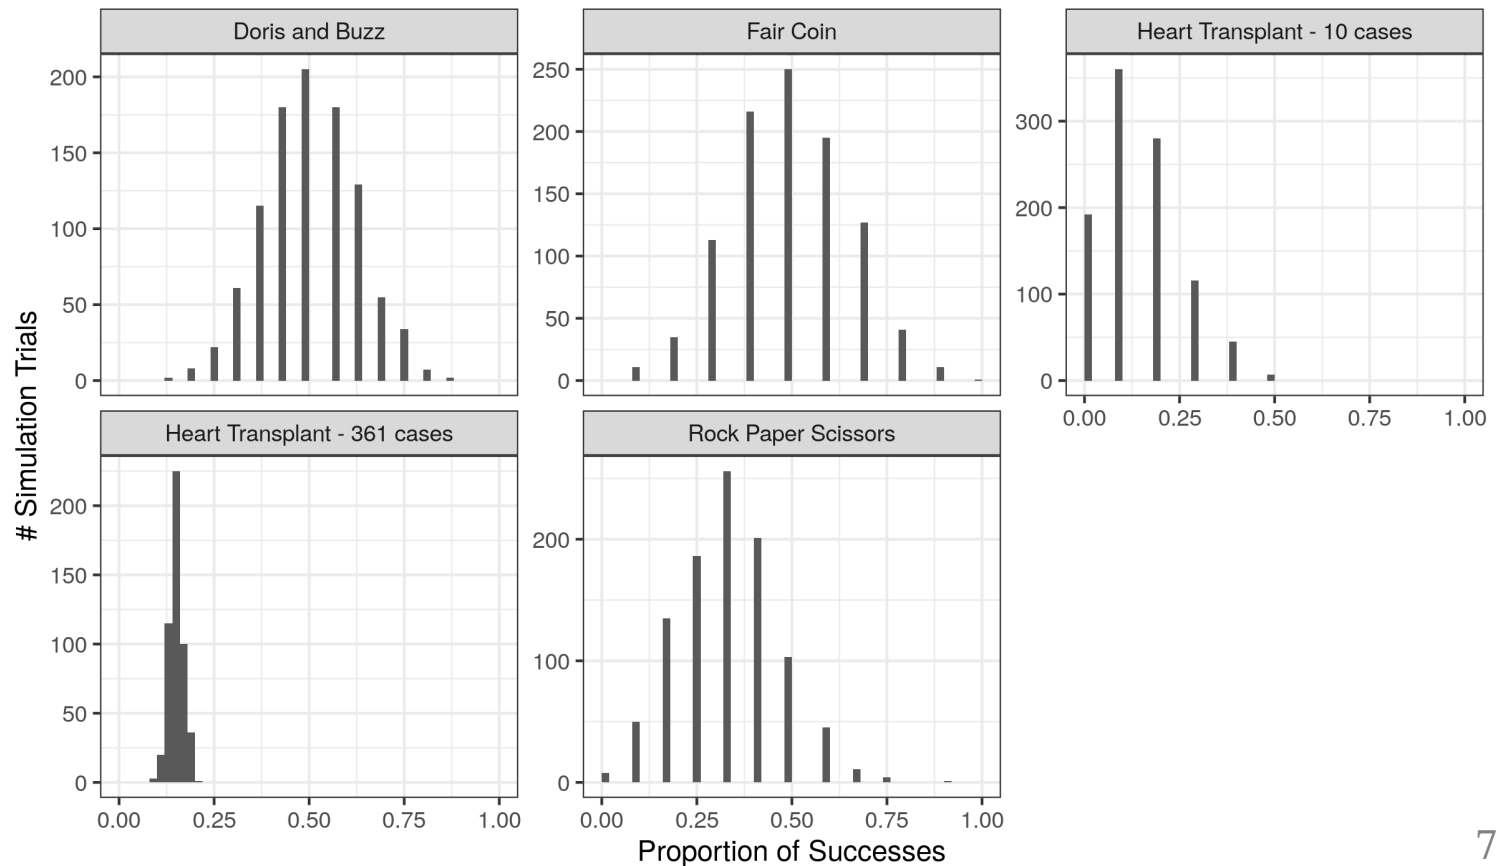 Doris and Buzz
Fair Coin
Heart Transplant - 10 cases
200
150
100
50
0
250
200
150
100
50
0
300
200
100
0
0.00 0.25 0.50 0.75 1.00
# Simulation Trials
Heart Transplant - 361 cases
Rock Paper Scissors
200
150
100
50
0
200
100
0
0.00 0.25 0.50 0.75 1.00
0.00 0.25 0.50 0.75 1.00
Proportion of Successes
7